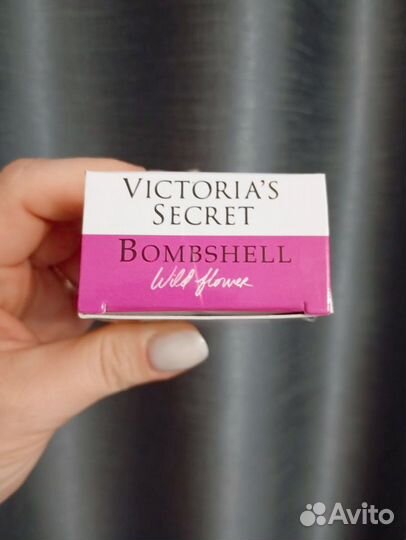 VICTORIA'S
SECRET
BOMBSHELL
Wild flower
Avito